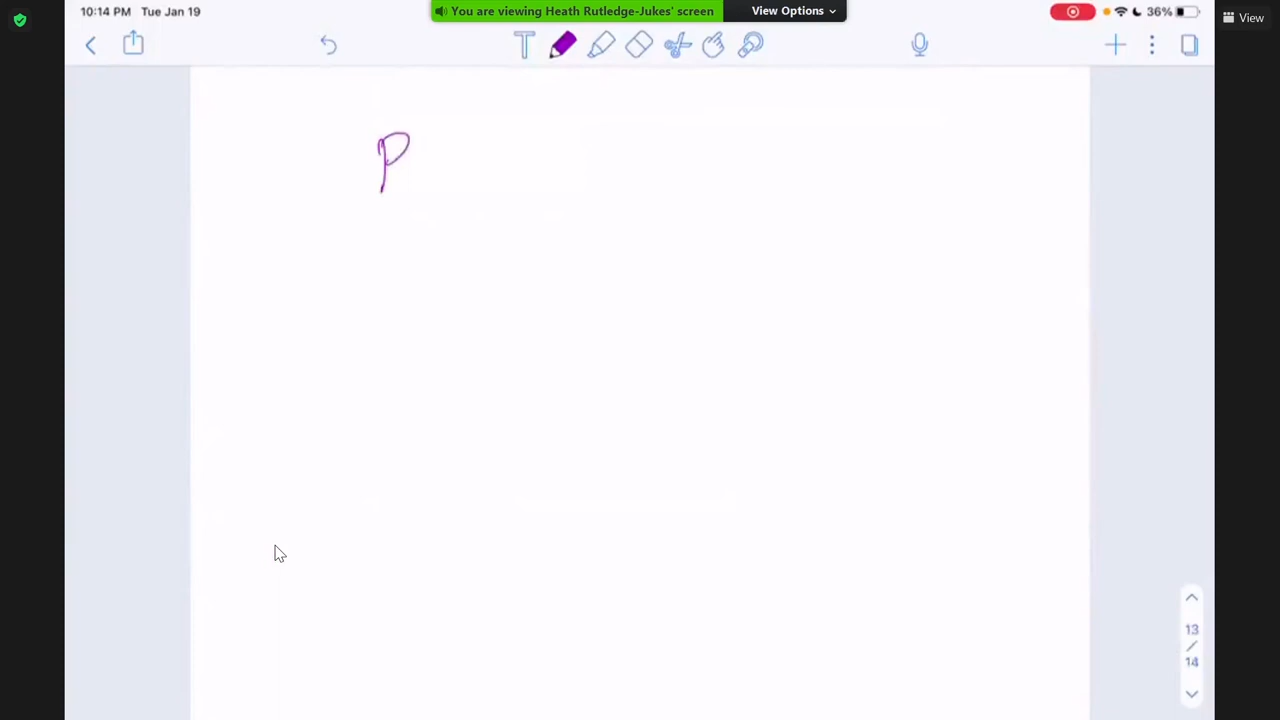 10:14 PM Tue Jan 19
You are viewing Heath Rutledge-Jukes' screen
View Options
36%
View
P
13
/
14